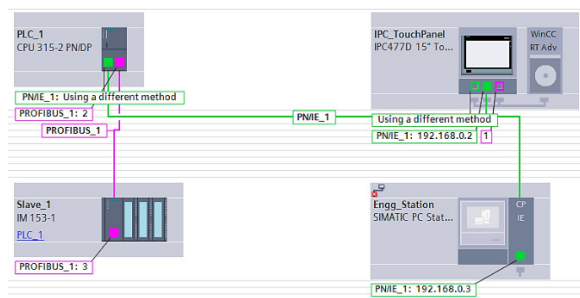 PLC_1
CPU 315-2 PN/DP
PN/IE_1: Using a different method
PROFIBUS_1: 2
PROFIBUS_1
PN/IE_1
IPC_TouchPanel
IPC477D 15" To...
WinCC
RT Adv
Using a different method
PN/IE_1: 192.168.0.2
1
Slave_1
IM 153-1
PLC_1
PROFIBUS_1: 3
Engg_Station
SIMATIC PC Stat...
CP
IE
PN/IE_1: 192.168.0.3